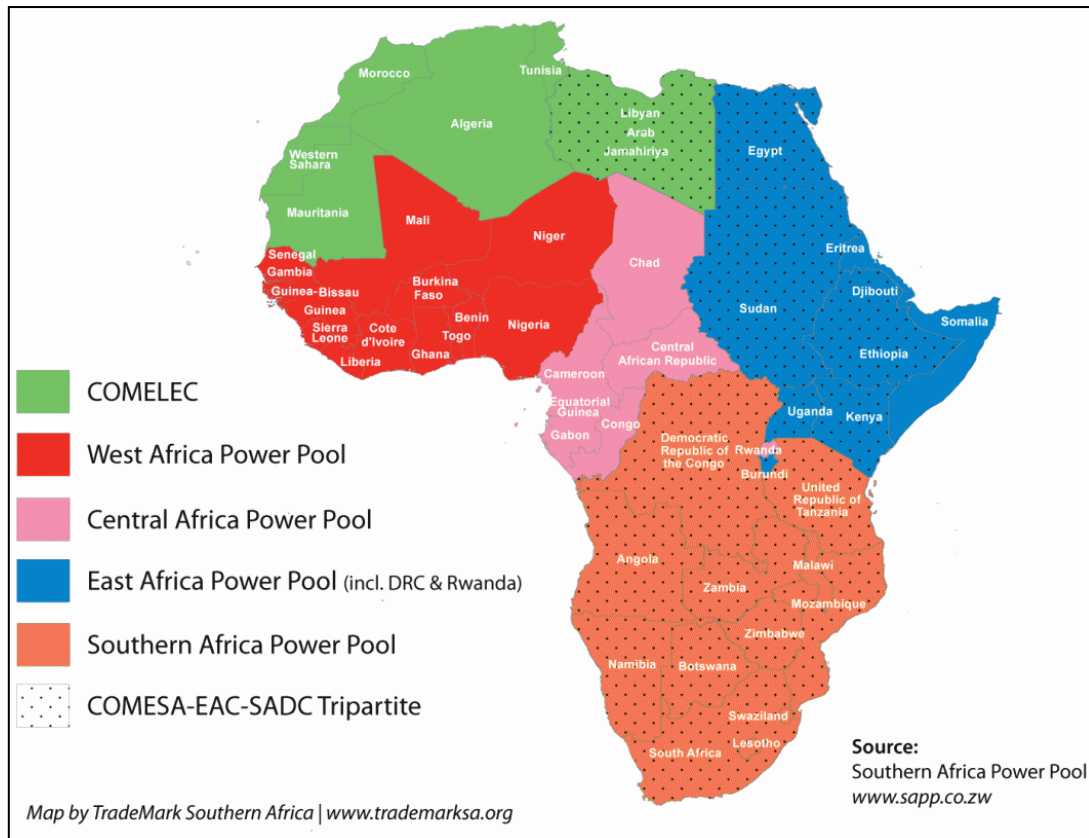 Morocco
Tunisia
Algeria
Libyan
Arab
Jamahiriya
Egypt
Western
Sahara
Mauritania
Mali
Niger
Chad
Sudan
Eritrea
Djibouti
Somalia
Ethiopia
Senegal
Gambia
Guinea-Bissau
Guinea
Sierra
Leone
Liberia
Cote
d'Ivoire
Burkina
Faso
Ghana
Togo
Benin
Nigeria
Central
African Republic
Cameroon
Equatorial
Guinea
Gabon
Congo
Uganda
Kenya
Democratic
Republic of
the Congo
Rwanda
Burundi
United
Republic of
Tanzania
Angola
Zambia
Malawi
Mozambique
Zimbabwe
Namibia
Botswana
Swaziland
Lesotho
South Africa
COMELEC
West Africa Power Pool
Central Africa Power Pool
East Africa Power Pool (incl. DRC & Rwanda)
Southern Africa Power Pool
COMESA-EAC-SADC Tripartite
Source:
Southern Africa Power Pool
www.sapp.co.zw
Map by TradeMark Southern Africa | www.trademarksa.org